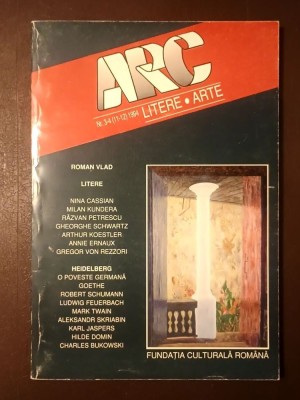 ARC
Nr. 3-4 (11-12) 1994 LITERE • ARTE
ROMAN VLAD
LITERE
NINA CASSIAN
MILAN KUNDERA
RĂZVAN PETRESCU
GHEORGHE SCHWARTZ
ARTHUR KOESTLER
ANNIE ERNAUX
GREGOR VON REZZORI
HEIDELBERG
O POVESTE GERMANĂ
GOETHE
ROBERT SCHUMANN
LUDWIG FEUERBACH
MARK TWAIN
ALEKSANDR SKRIABIN
KARL JASPERS
HILDE DOMIN
CHARLES BUKOWSKI
FUNDAȚIA CULTURALĂ ROMÂNĂ